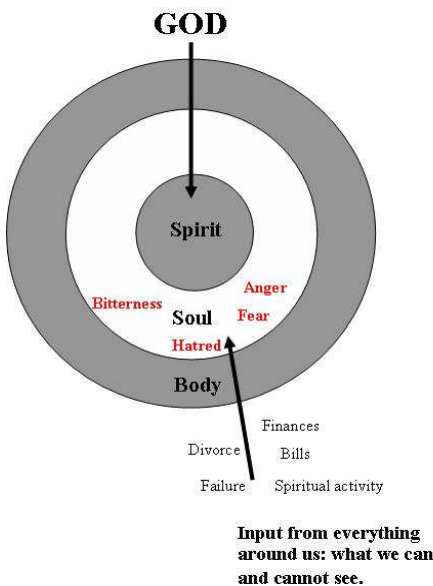 GOD
Spirit
Anger
Bitterness
Soul
Fear
Hatred
Body
Finances
Divorce
Bills
Failure
Spiritual activity
Input from everything
around us: what we can
and cannot see.